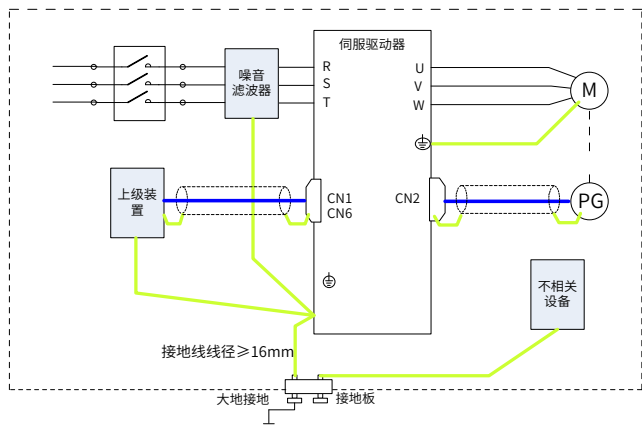 伺服驱动器
R
S
T
U
V
W
M
噪音
滤波器
上级装
置
CN1
CN6
CN2
PG
不相关
设备
接地线线径≥16mm
大地接地
接地板